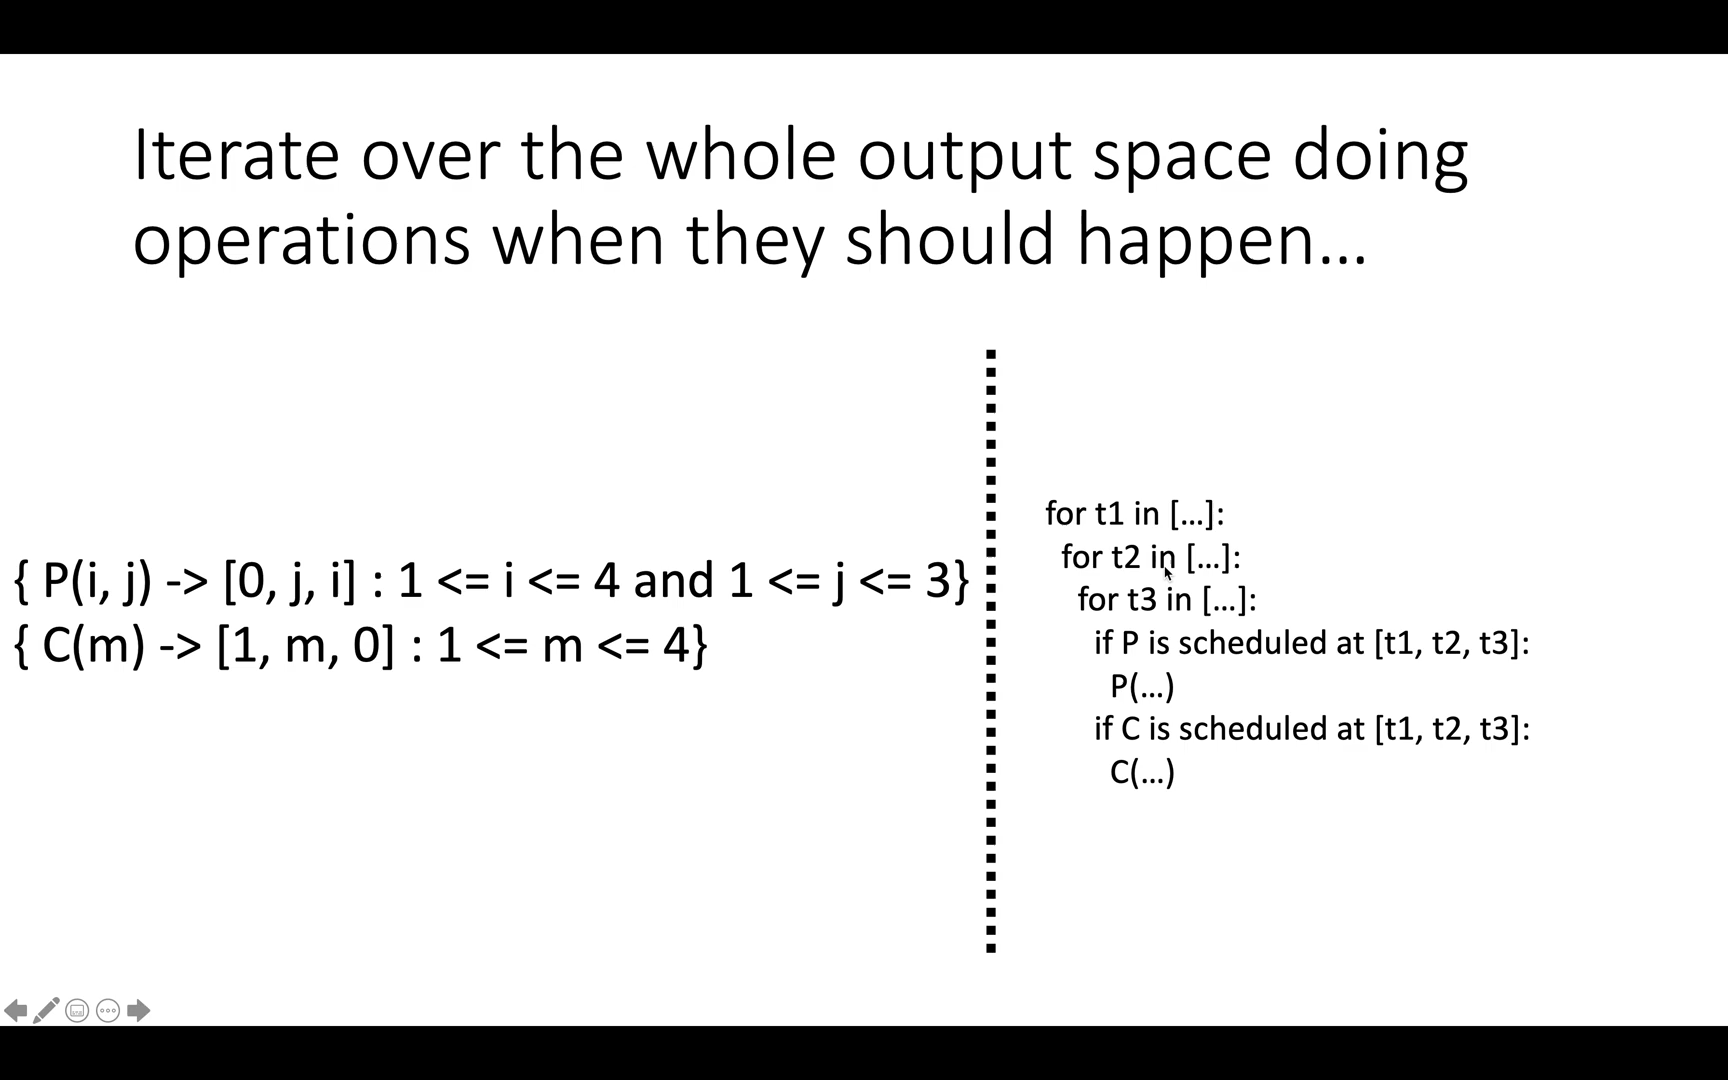 Iterate over the whole output space doing
operations when they should happen…
{ P(i, j) -> [0, j, i] : 1 <= i <= 4 and 1 <= j <= 3}
{ C(m) -> [1, m, 0] : 1 <= m <= 4}
for t1 in […]:
for t2 in […]:
for t3 in […]:
if P is scheduled at [t1, t2, t3]:
P(…)
if C is scheduled at [t1, t2, t3]:
C(…)